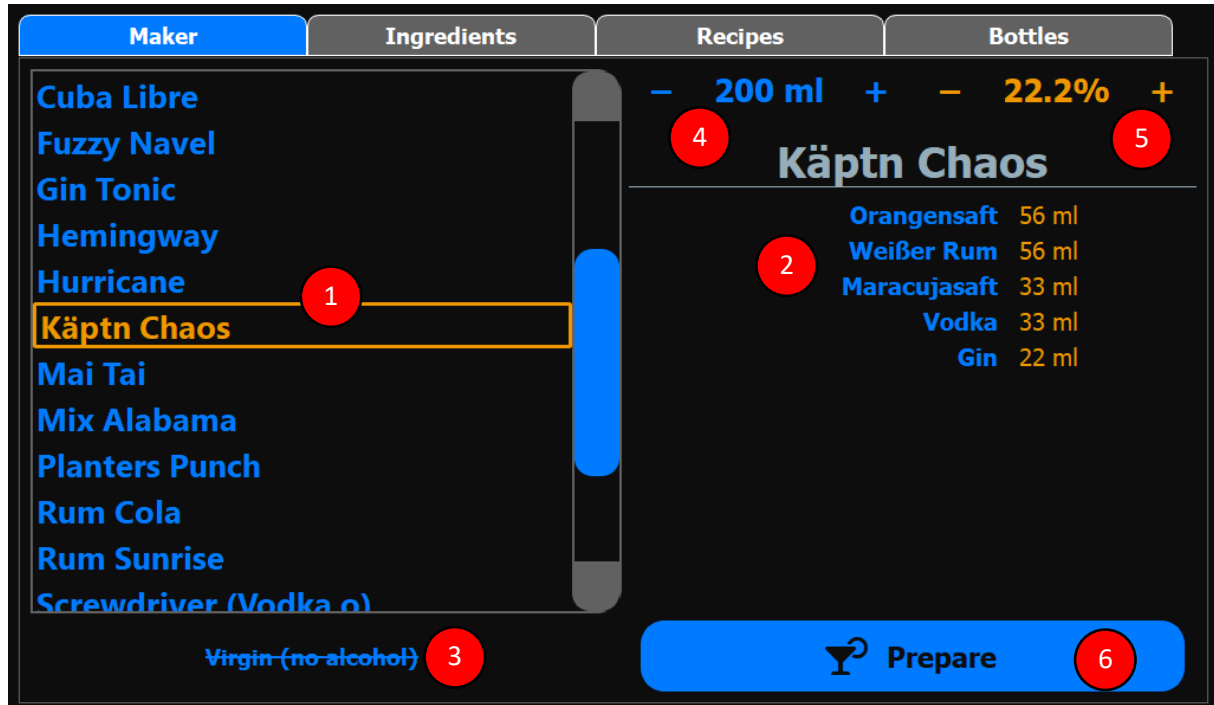 Maker Ingredients Recipes Bottles
Cuba Libre
Fuzzy Navel
Gin Tonic
Hemingway
Hurricane
1
Käptn Chaos
Mai Tai
Mix Alabama
Planters Punch
Rum Cola
Rum Sunrise
Screwdriver (Vodka o)
Virgin (no alcohol) 3
− 200 ml + − 22.2% +
4 5
Käptn Chaos
Orangensaft 56 ml
2 Weißer Rum 56 ml
Maracujasaft 33 ml
Vodka 33 ml
Gin 22 ml
Prepare 6